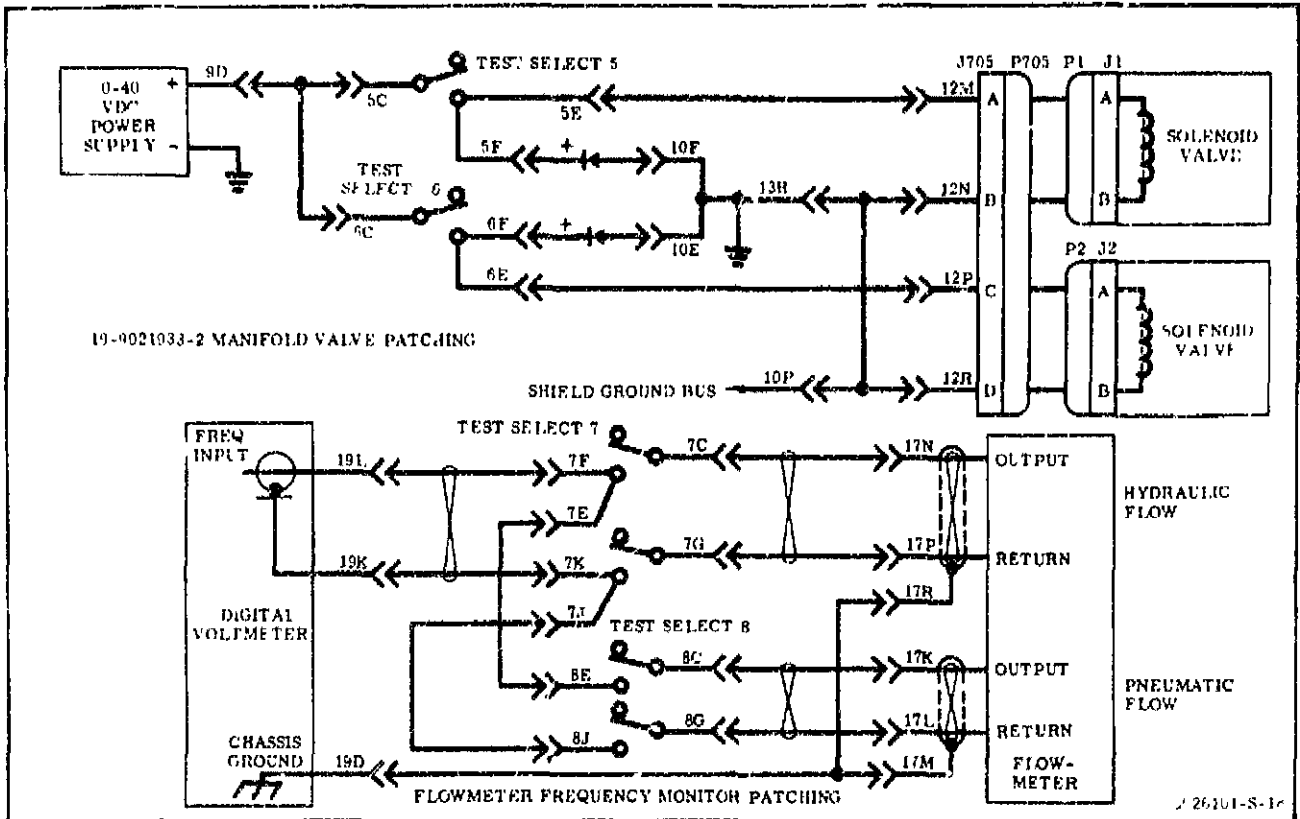 J705 P705 P1 J1
9D
TEST SELECT 5
0-40
VDC
POWER
SUPPLY
+
-
5C
5E
12M
A
A
SOLENOID
VALVE
5F
+
10F
TEST
SELECT 6
13R
12N
B
B
6C
6F
+
10E
P2 J2
6E
12P
C
A
19-9021033-2 MANIFOLD VALVE PATCHING
SOLENOID
VALVE
SHIELD GROUND BUS
10P
12R
D
B
FREQ
INPUT
TEST SELECT 7
19L
7F
7C
17N
OUTPUT
HYDRAULIC
FLOW
7E
19K
7K
7G
17P
RETURN
17R
DIGITAL
VOLTMETER
7J
TEST SELECT 8
8C
17K
OUTPUT
8E
PNEUMATIC
FLOW
8G
17L
RETURN
CHASSIS
GROUND
8J
19D
17M
FLOW-
METER
FLOWMETER FREQUENCY MONITOR PATCHING